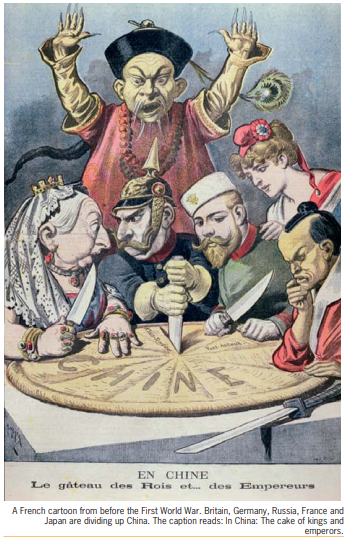 Port-Arthur
CHINE
EN CHINE
Le gâteau des Rois et... des Empereurs
A French cartoon from before the First World War. Britain, Germany, Russia, France and
Japan are dividing up China. The caption reads: In China: The cake of kings and
emperors.